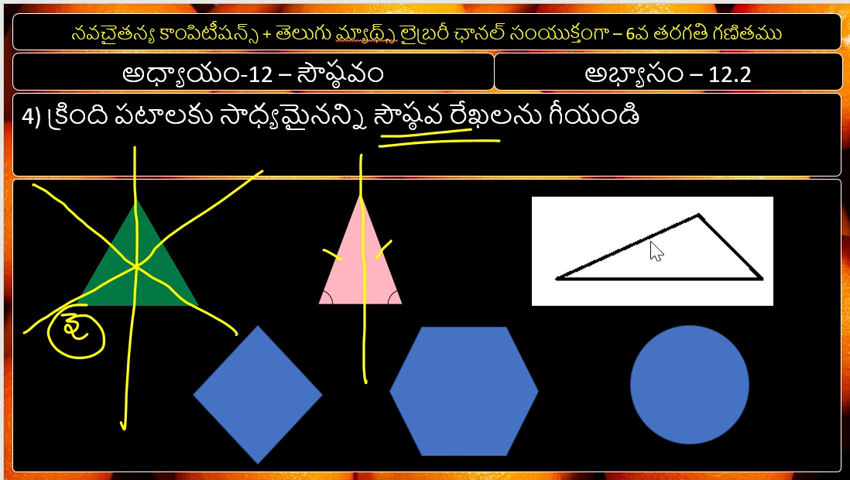 నవచైతన్య కాంపిటీషన్స్ + తెలుగు మ్యాథ్స్ లైబ్రరీ ఛానల్ సంయుక్తంగా – 6వ తరగతి గణితము
అధ్యాయం-12 – సౌష్ఠవం
అభ్యాసం – 12.2
4) క్రింది పటాలకు సాధ్యమైనన్ని సౌష్ఠవ రేఖలను గీయండి